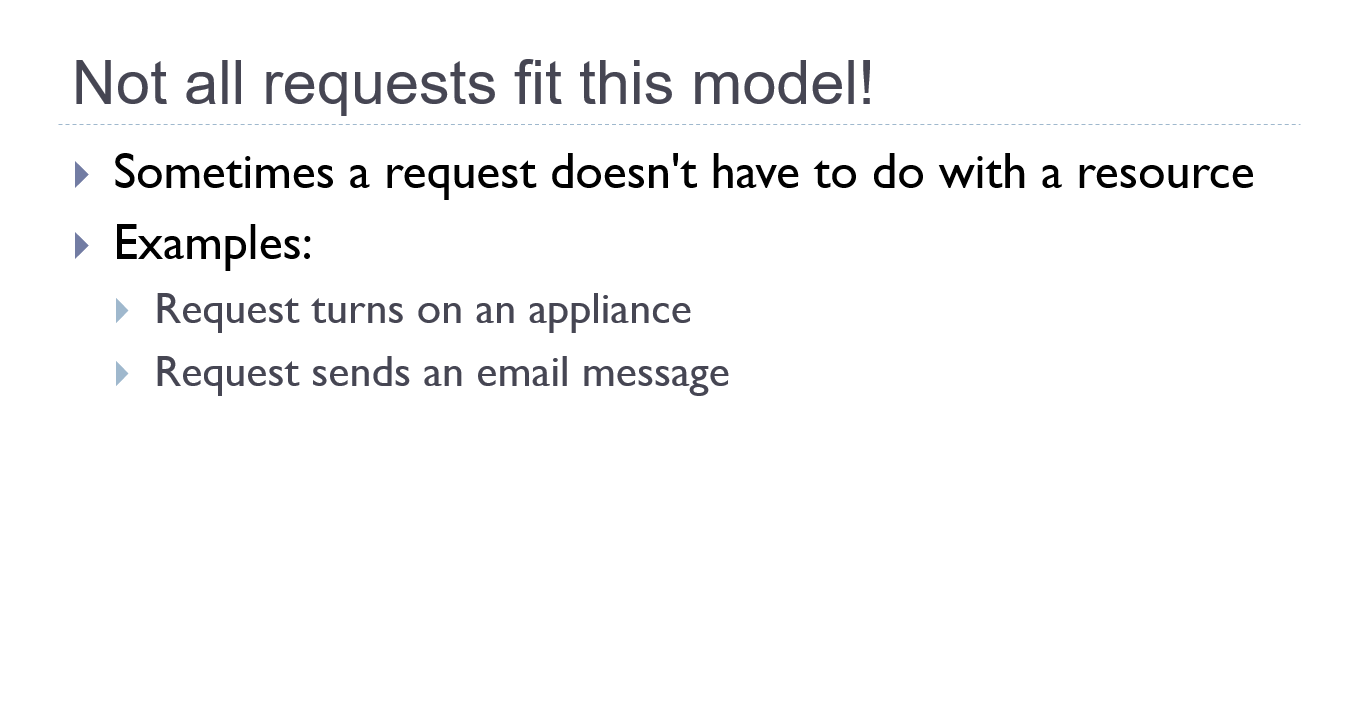 Not all requests fit this model!
Sometimes a request doesn't have to do with a resource
Examples:
Request turns on an appliance
Request sends an email message